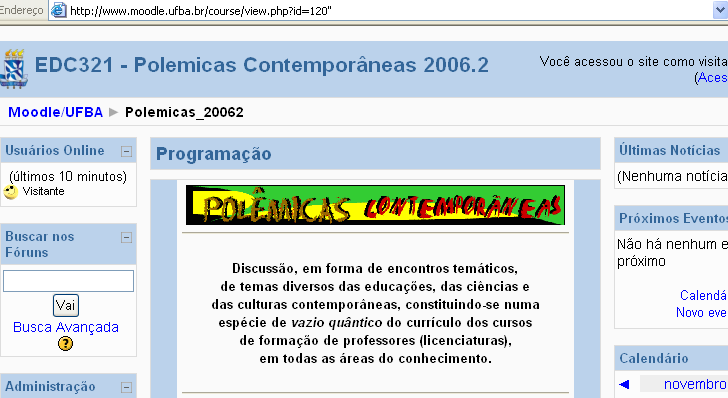 Endereço http://www.moodle.ufba.br/course/view.php?id=120"
EDC321 - Polemicas Contemporâneas 2006.2
Você acessou o site como visita
(Aces
Moodle/UFBA ► Polemicas_20062
Usuários Online
(últimos 10 minutos)
Visitante
Buscar nos
Fóruns
Vai
Busca Avançada
?
Administração
Programação
POLÊMICAS CONTEMPORÂNEAS
Discussão, em forma de encontros temáticos,
de temas diversos das educações, das ciências e
das culturas contemporâneas, constituindo-se numa
espécie de vazio quântico do currículo dos cursos
de formação de professores (licenciaturas),
em todas as áreas do conhecimento.
Últimas Notícias
(Nenhuma notícia
Próximos Eventos
Não há nenhum e
próximo
Calendá
Novo eve
Calendário
◄ novembro